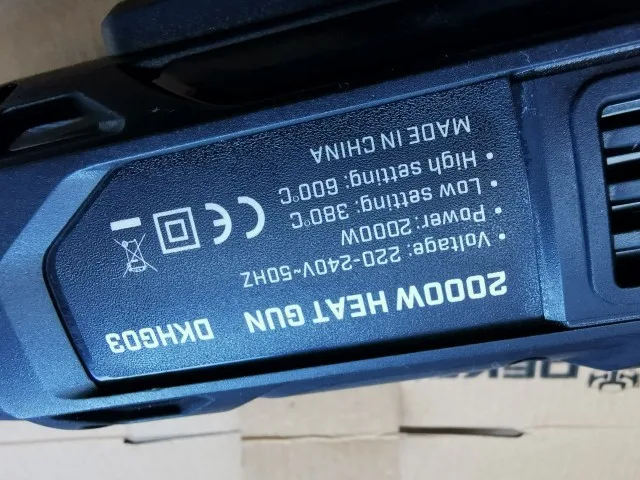 2000W HEAT GUN DKHG03
• Voltage: 220-240V~50HZ
• Power: 2000W
• Low setting: 380°C
• High setting: 600°C
MADE IN CHINA
CE